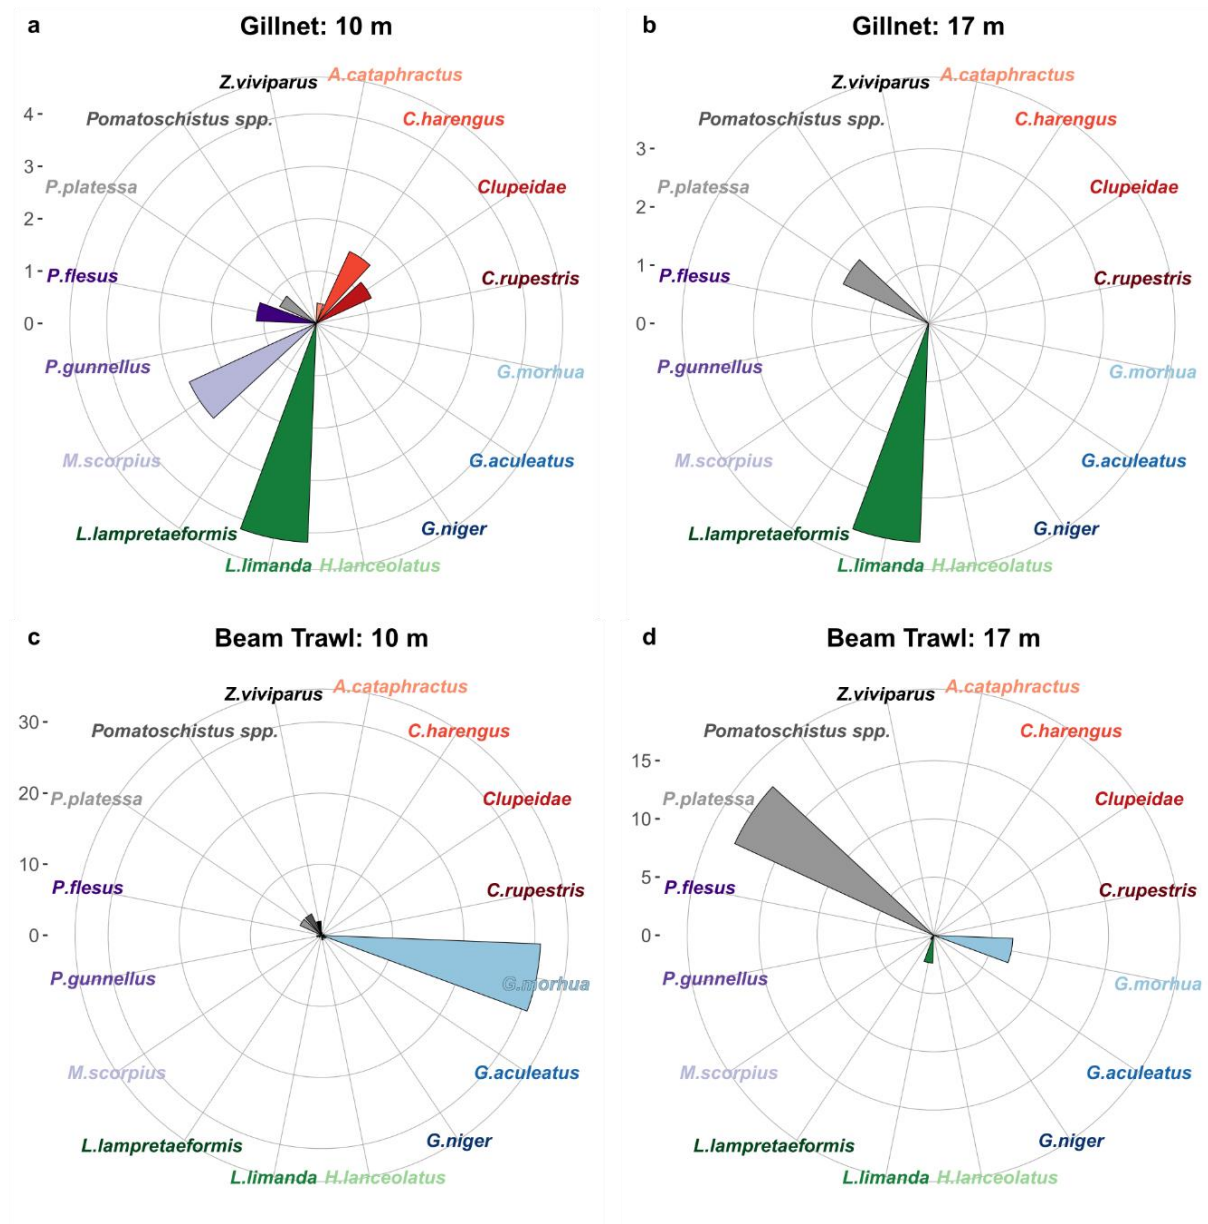 a Gillnet: 10 m
Z.viviparus A.cataphractus
Pomatoschistus spp. C.harengus
P.platessa Clupeidae
P.flesus C.rupestris
P.gunnellus G.morhua
M.scorpius G.aculeatus
L.lampretaeformis G.niger
L.limanda H.lanceolatus
4
3
2
1
0
b Gillnet: 17 m
Z.viviparus A.cataphractus
Pomatoschistus spp. C.harengus
P.platessa Clupeidae
P.flesus C.rupestris
P.gunnellus G.morhua
M.scorpius G.aculeatus
L.lampretaeformis G.niger
L.limanda H.lanceolatus
3
2
1
0
c Beam Trawl: 10 m
Z.viviparus A.cataphractus
Pomatoschistus spp. C.harengus
P.platessa Clupeidae
P.flesus C.rupestris
P.gunnellus G.morhua
M.scorpius G.aculeatus
L.lampretaeformis G.niger
L.limanda H.lanceolatus
30
20
10
0
d Beam Trawl: 17 m
Z.viviparus A.cataphractus
Pomatoschistus spp. C.harengus
P.platessa Clupeidae
P.flesus C.rupestris
P.gunnellus G.morhua
M.scorpius G.aculeatus
L.lampretaeformis G.niger
L.limanda H.lanceolatus
15
10
5
0